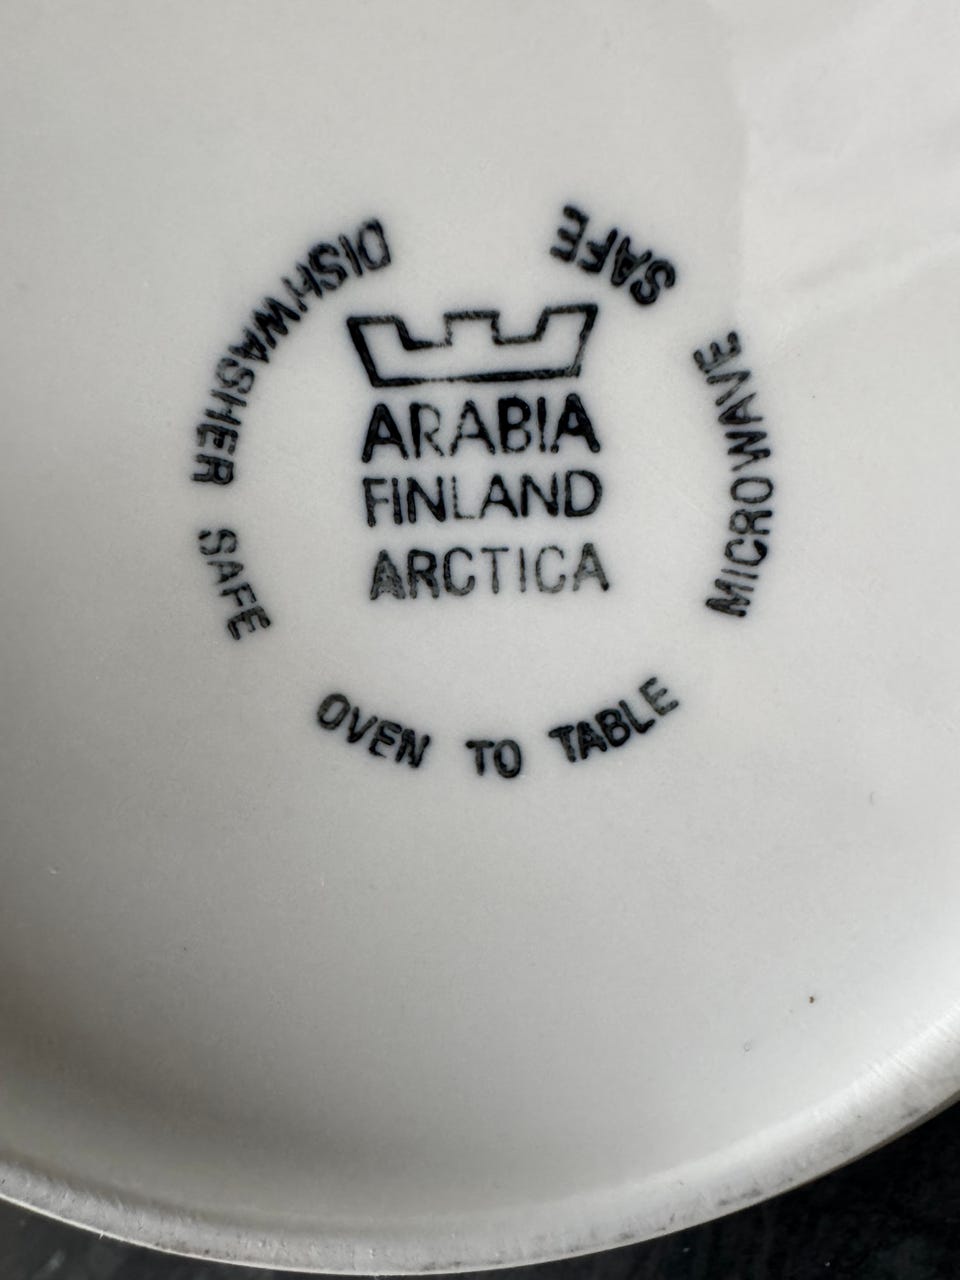 ARABIA
FINLAND
ARCTICA
DISHWASHER SAFE
OVEN TO TABLE
MICROWAVE SAFE